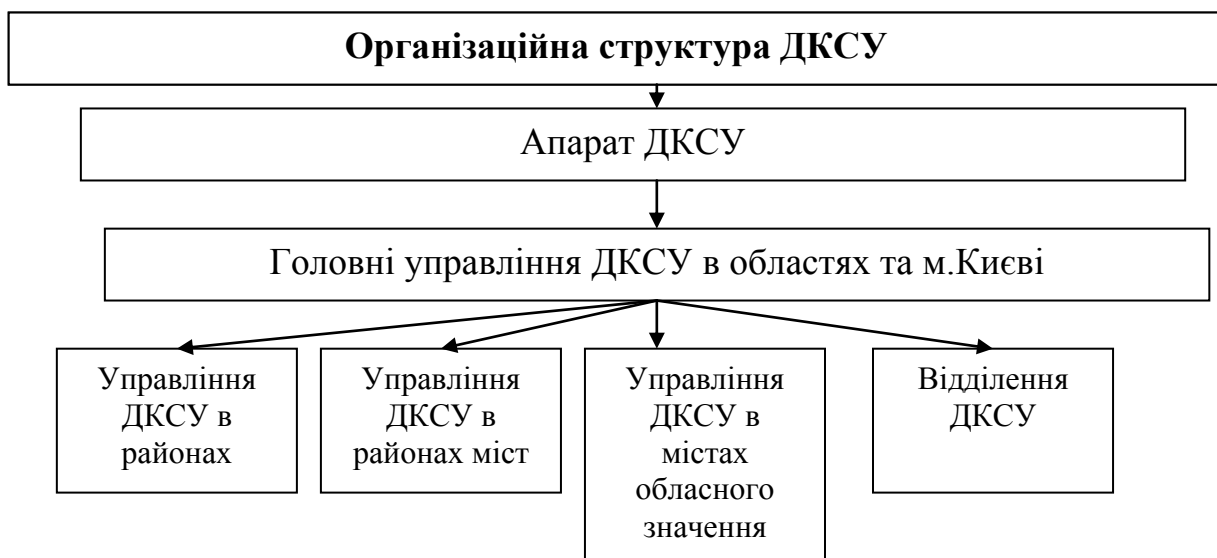 Організаційна структура ДКСУ
Апарат ДКСУ
Головні управління ДКСУ в областях та м.Києві
Управління
ДКСУ в
районах
Управління
ДКСУ в
районах міст
Управління
ДКСУ в
містах
обласного
значення
Відділення
ДКСУ